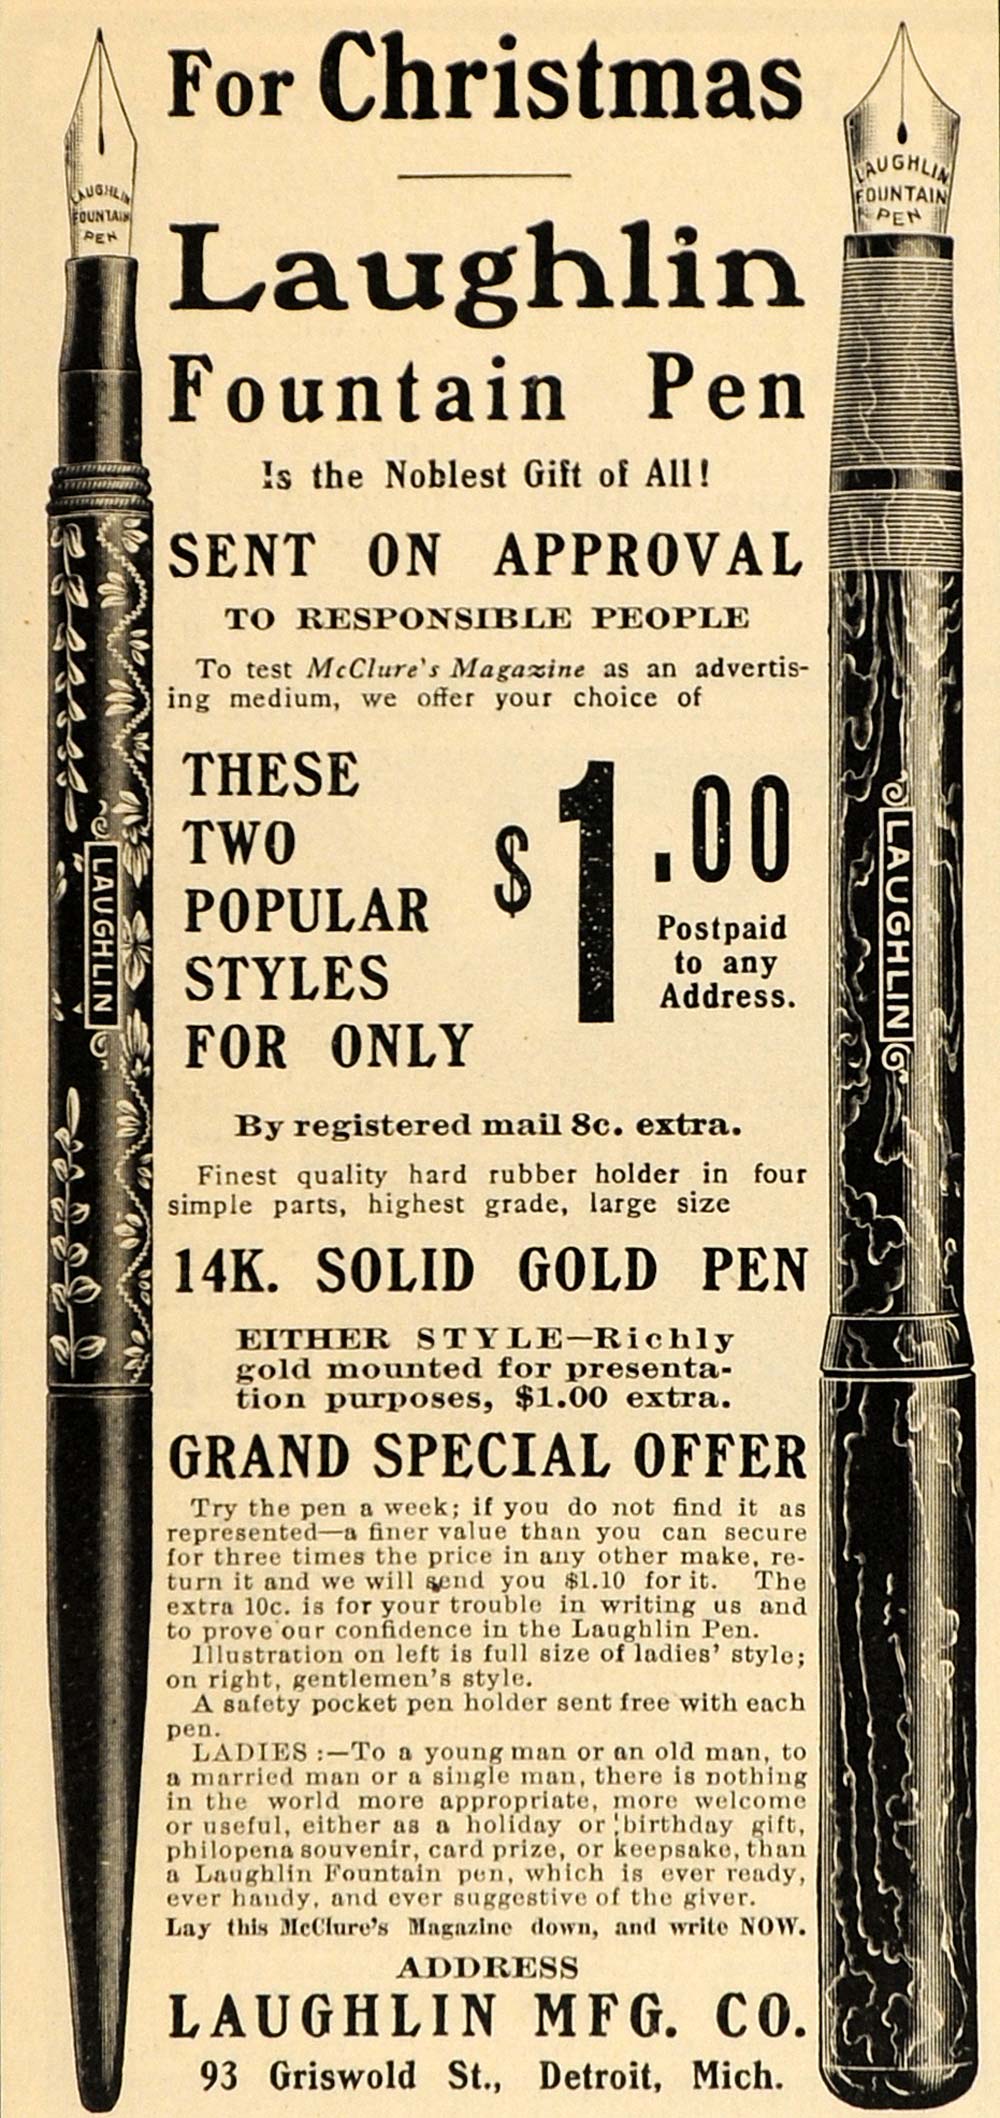 For Christmas
Laughlin
Fountain Pen
Is the Noblest Gift of All!
SENT ON APPROVAL
TO RESPONSIBLE PEOPLE
To test McClure's Magazine as an advertis-
ing medium, we offer your choice of
THESE
TWO
POPULAR
STYLES
FOR ONLY
$1.00
Postpaid
to any
Address.
By registered mail 8c. extra.
Finest quality hard rubber holder in four
simple parts, highest grade, large size
14K. SOLID GOLD PEN
EITHER STYLE—Richly
gold mounted for presenta-
tion purposes, $1.00 extra.
GRAND SPECIAL OFFER
Try the pen a week; if you do not find it as
represented—a finer value than you can secure
for three times the price in any other make, re-
turn it and we will send you $1.10 for it. The
extra 10c. is for your trouble in writing us and
to prove our confidence in the Laughlin Pen.
Illustration on left is full size of ladies' style;
on right, gentlemen's style.
A safety pocket pen holder sent free with each
pen.
LADIES :—To a young man or an old man, to
a married man or a single man, there is nothing
in the world more appropriate, more welcome
or useful, either as a holiday or birthday gift,
philopena souvenir, card prize, or keepsake, than
a Laughlin Fountain pen, which is ever ready,
ever handy, and ever suggestive of the giver.
Lay this McClure's Magazine down, and write NOW.
ADDRESS
LAUGHLIN MFG. CO.
93 Griswold St., Detroit, Mich.
LAUGHLIN
FOUNTAIN
PEN
LAUGHLIN
LAUGHLIN
FOUNTAIN
PEN
LAUGHLIN